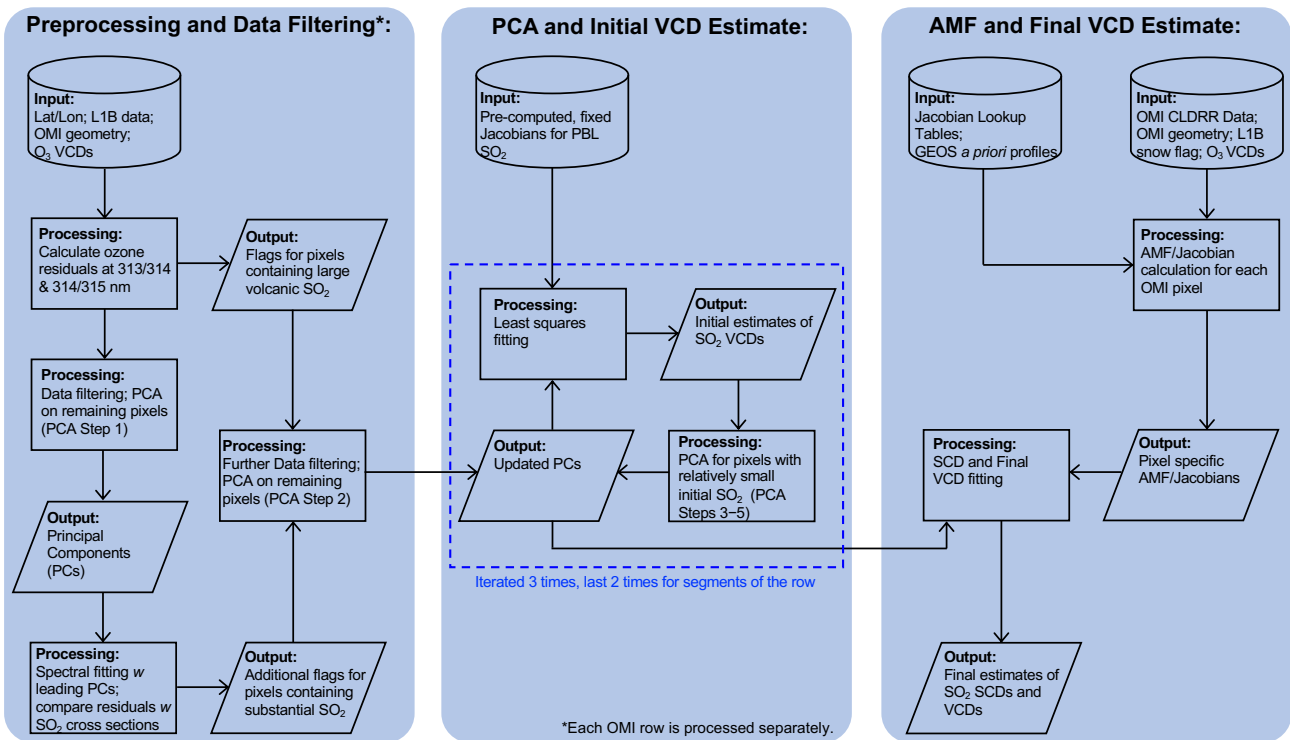 Preprocessing and Data Filtering*:
Input:
Lat/Lon; L1B data;
OMI geometry;
O₃ VCDs
Processing:
Calculate ozone
residuals at 313/314
& 314/315 nm
Output:
Flags for pixels
containing large
volcanic SO₂
Processing:
Data filtering; PCA
on remaining pixels
(PCA Step 1)
Processing:
Further Data filtering;
PCA on remaining
pixels (PCA Step 2)
Output:
Principal
Components
(PCs)
Processing:
Spectral fitting w
leading PCs;
compare residuals w
SO₂ cross sections
Output:
Additional flags for
pixels containing
substantial SO₂
PCA and Initial VCD Estimate:
Input:
Pre-computed, fixed
Jacobians for PBL
SO₂
Processing:
Least squares
fitting
Output:
Initial estimates of
SO₂ VCDs
Output:
Updated PCs
Processing:
PCA for pixels with
relatively small
initial SO₂ (PCA
Steps 3−5)
Iterated 3 times, last 2 times for segments of the row
*Each OMI row is processed separately.
AMF and Final VCD Estimate:
Input:
Jacobian Lookup
Tables;
GEOS a priori profiles
Input:
OMI CLDRR Data;
OMI geometry; L1B
snow flag; O₃ VCDs
Processing:
AMF/Jacobian
calculation for each
OMI pixel
Processing:
SCD and Final
VCD fitting
Output:
Pixel specific
AMF/Jacobians
Output:
Final estimates of
SO₂ SCDs and
VCDs